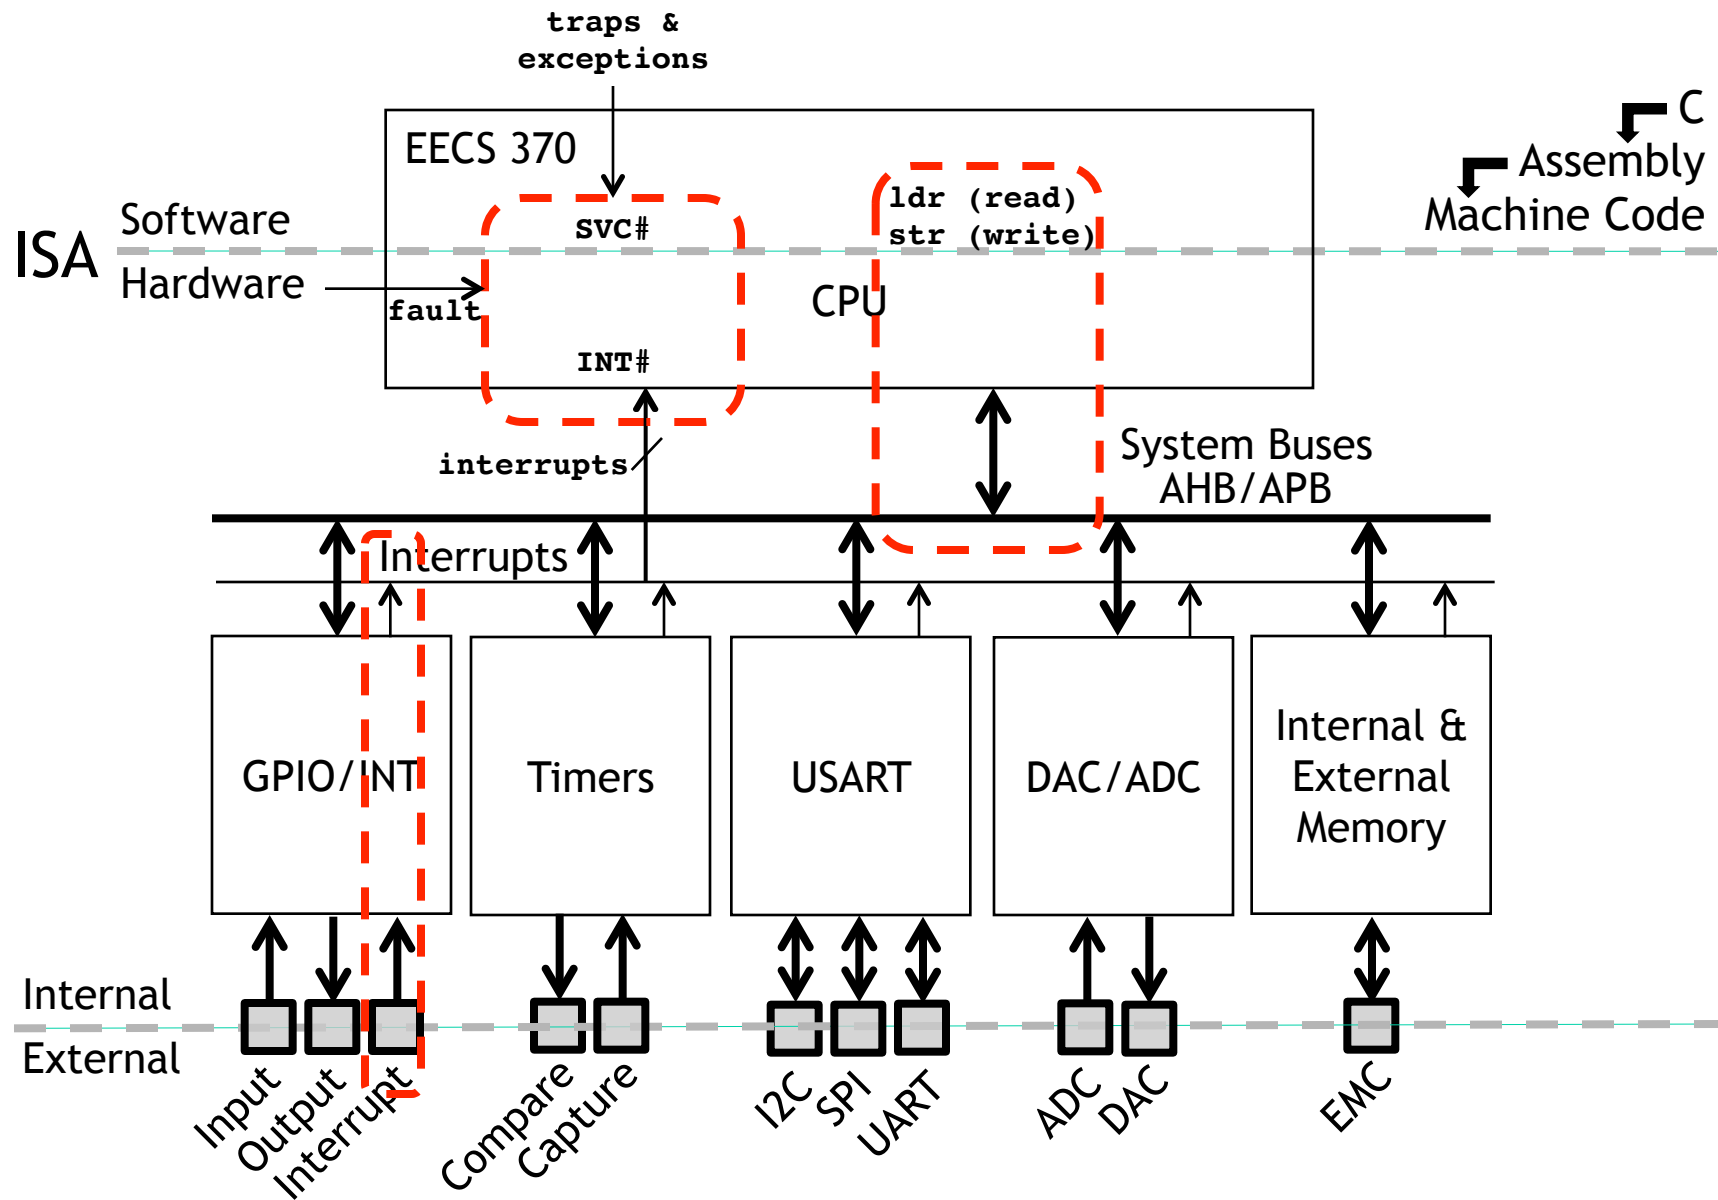 traps &
exceptions
EECS 370
C
Assembly
Machine Code
ldr (read)
str (write)
SVC#
Software
ISA
Hardware
fault
CPU
INT#
interrupts
System Buses
AHB/APB
Interrupts
GPIO/INT
Timers
USART
DAC/ADC
Internal &
External
Memory
Internal
External
Input
Output
Interrupt
Compare
Capture
I2C
SPI
UART
ADC
DAC
EMC